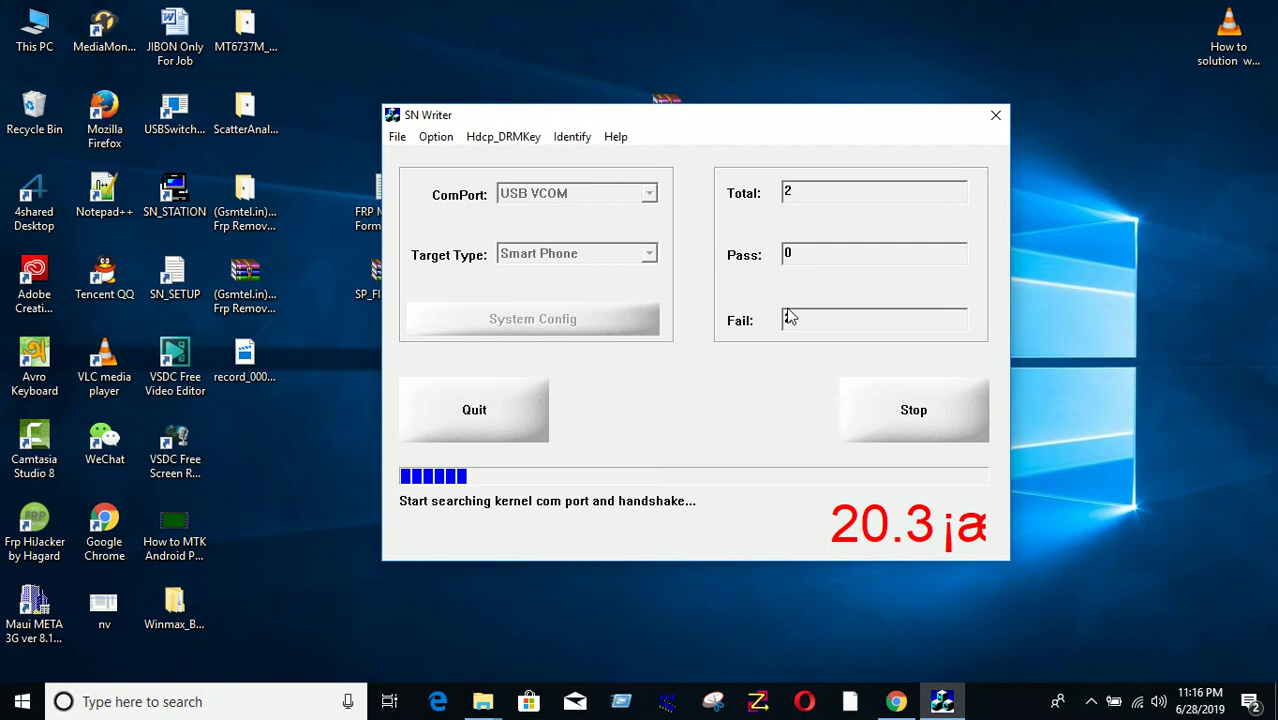 This PC
MediaMon...
JIBON Only
For Job
MT6737M_...
How to
solution w...
Recycle Bin
Mozilla
Firefox
USBSwitch...
ScatterAnal...
4shared
Desktop
Notepad++
SN_STATION
(Gsmtel.in)...
Frp Remov...
FRP M
Form
Adobe
Creati...
Tencent QQ
SN_SETUP
(Gsmtel.in)...
Frp Remov...
SP_Fl
Avro
Keyboard
VLC media
player
VSDC Free
Video Editor
record_000...
Camtasia
Studio 8
WeChat
VSDC Free
Screen R...
FRP
Frp HiJacker
by Hagard
Google
Chrome
How to MTK
Android P...
Maui META
3G ver 8.1...
nv
Winmax_B...
SN Writer
File Option Hdcp_DRMKey Identify Help
ComPort: USB VCOM
Target Type: Smart Phone
System Config
Total: 2
Pass: 0
Fail:
Quit
Stop
Start searching kernel com port and handshake...
20.3¡æ
Type here to search
11:16 PM
6/28/2019
2